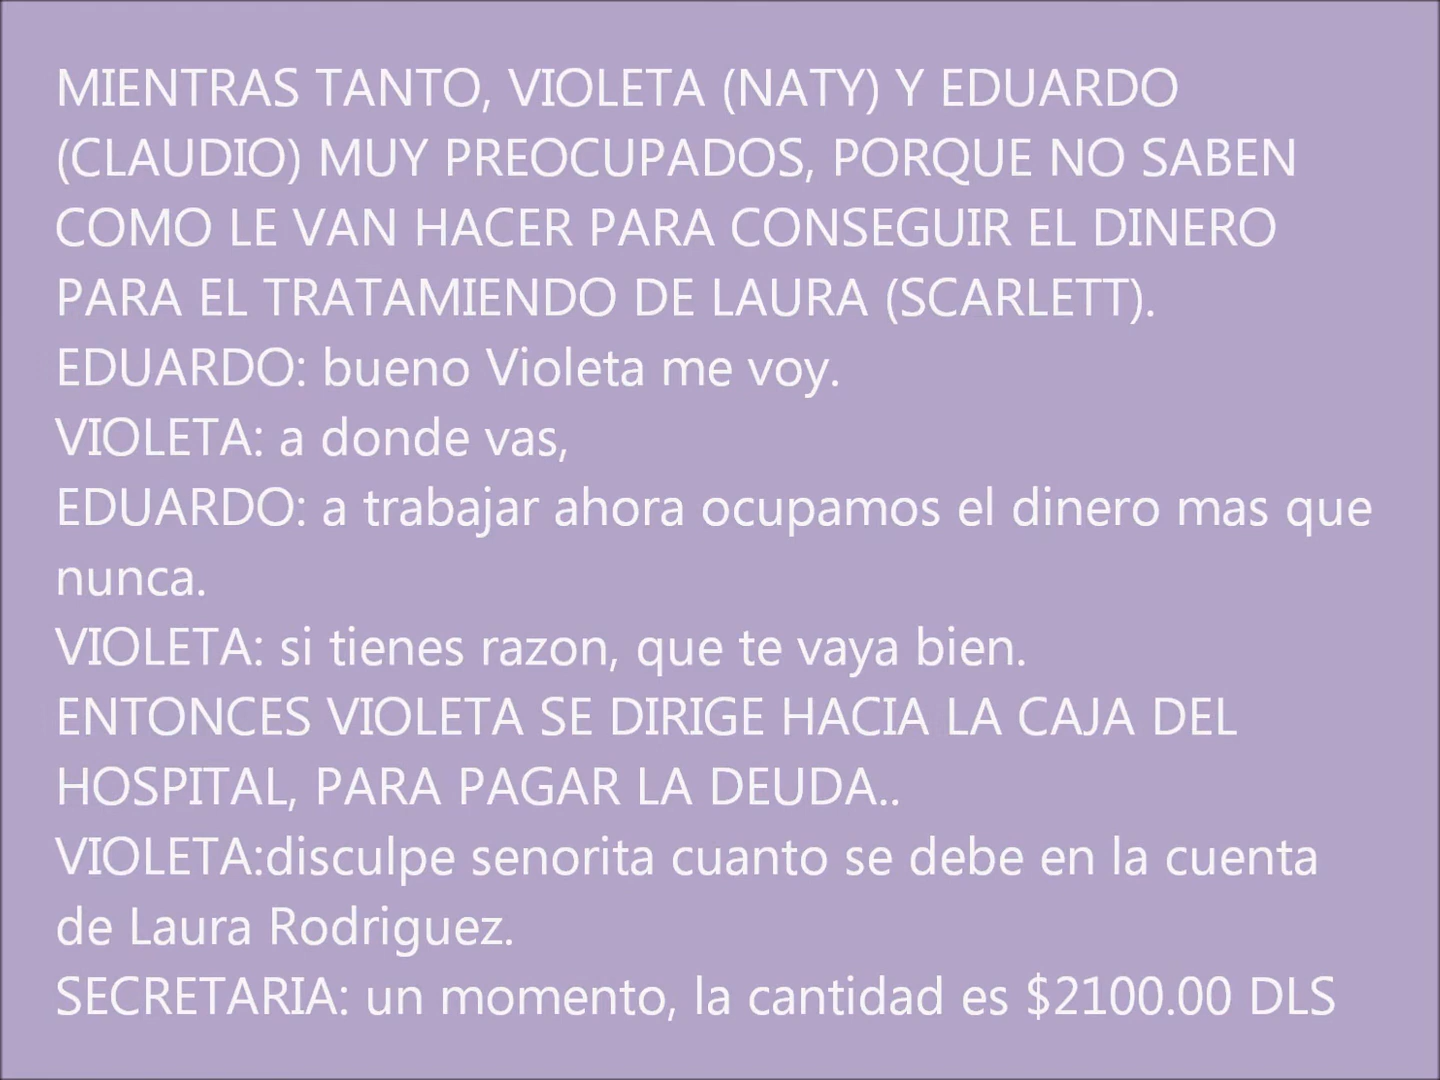 MIENTRAS TANTO, VIOLETA (NATY) Y EDUARDO
(CLAUDIO) MUY PREOCUPADOS, PORQUE NO SABEN
COMO LE VAN HACER PARA CONSEGUIR EL DINERO
PARA EL TRATAMIENDO DE LAURA (SCARLETT).
EDUARDO: bueno Violeta me voy.
VIOLETA: a donde vas,
EDUARDO: a trabajar ahora ocupamos el dinero mas que
nunca.
VIOLETA: si tienes razon, que te vaya bien.
ENTONCES VIOLETA SE DIRIGE HACIA LA CAJA DEL
HOSPITAL, PARA PAGAR LA DEUDA..
VIOLETA:disculpe senorita cuanto se debe en la cuenta
de Laura Rodriguez.
SECRETARIA: un momento, la cantidad es $2100.00 DLS